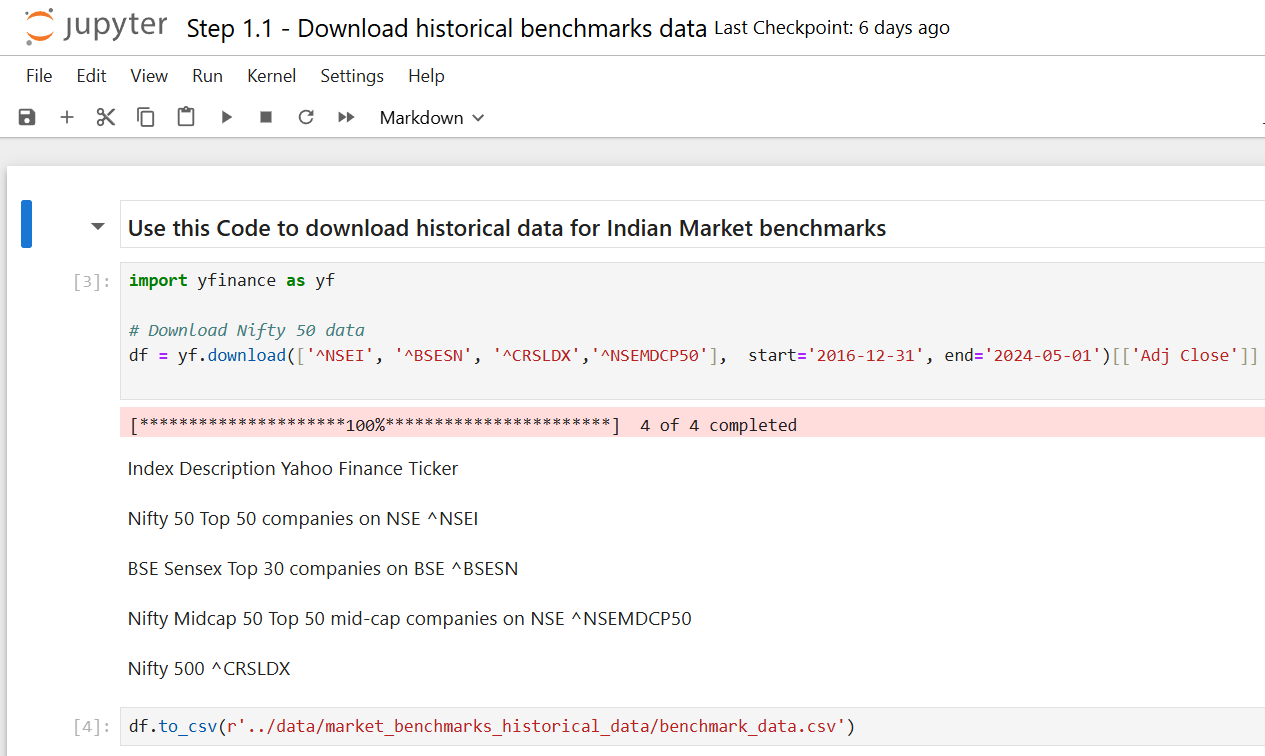 jupyter Step 1.1 - Download historical benchmarks data Last Checkpoint: 6 days ago
File Edit View Run Kernel Settings Help
Markdown
Use this Code to download historical data for Indian Market benchmarks
[3]: import yfinance as yf
# Download Nifty 50 data
df = yf.download(['^NSEI', '^BSESN', '^CRSLDX','^NSEMDCP50'],  start='2016-12-31', end='2024-05-01')[['Adj Close']]
[*********************100%***********************]  4 of 4 completed
Index Description Yahoo Finance Ticker
Nifty 50 Top 50 companies on NSE ^NSEI
BSE Sensex Top 30 companies on BSE ^BSESN
Nifty Midcap 50 Top 50 mid-cap companies on NSE ^NSEMDCP50
Nifty 500 ^CRSLDX
[4]: df.to_csv(r'../data/market_benchmarks_historical_data/benchmark_data.csv')